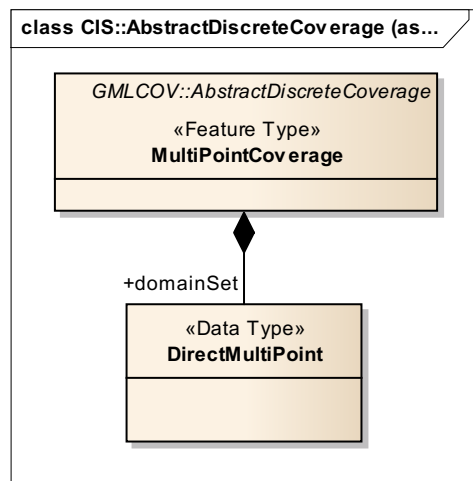 class CIS::AbstractDiscreteCoverage (as...
GMLCOV::AbstractDiscreteCoverage
«Feature Type»
MultiPointCoverage
+domainSet
«Data Type»
DirectMultiPoint